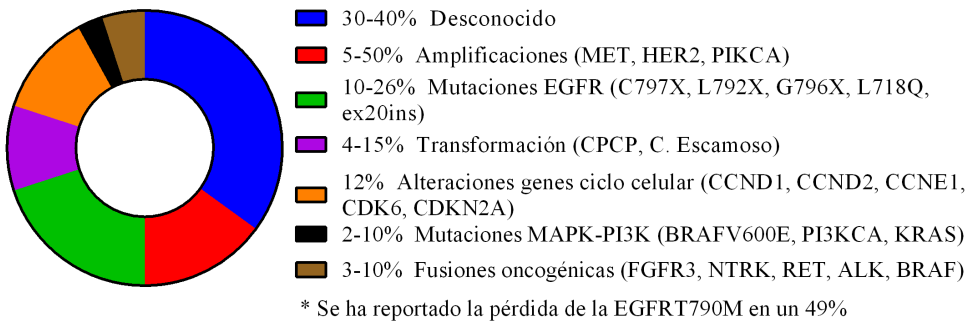 30-40% Desconocido
5-50% Amplificaciones (MET, HER2, PIKCA)
10-26% Mutaciones EGFR (C797X, L792X, G796X, L718Q,
ex20ins)
4-15% Transformación (CPCP, C. Escamoso)
12% Alteraciones genes ciclo celular (CCND1, CCND2, CCNE1,
CDK6, CDKN2A)
2-10% Mutaciones MAPK-PI3K (BRAFV600E, PI3KCA, KRAS)
3-10% Fusiones oncogénicas (FGFR3, NTRK, RET, ALK, BRAF)
* Se ha reportado la pérdida de la EGFRT790M en un 49%